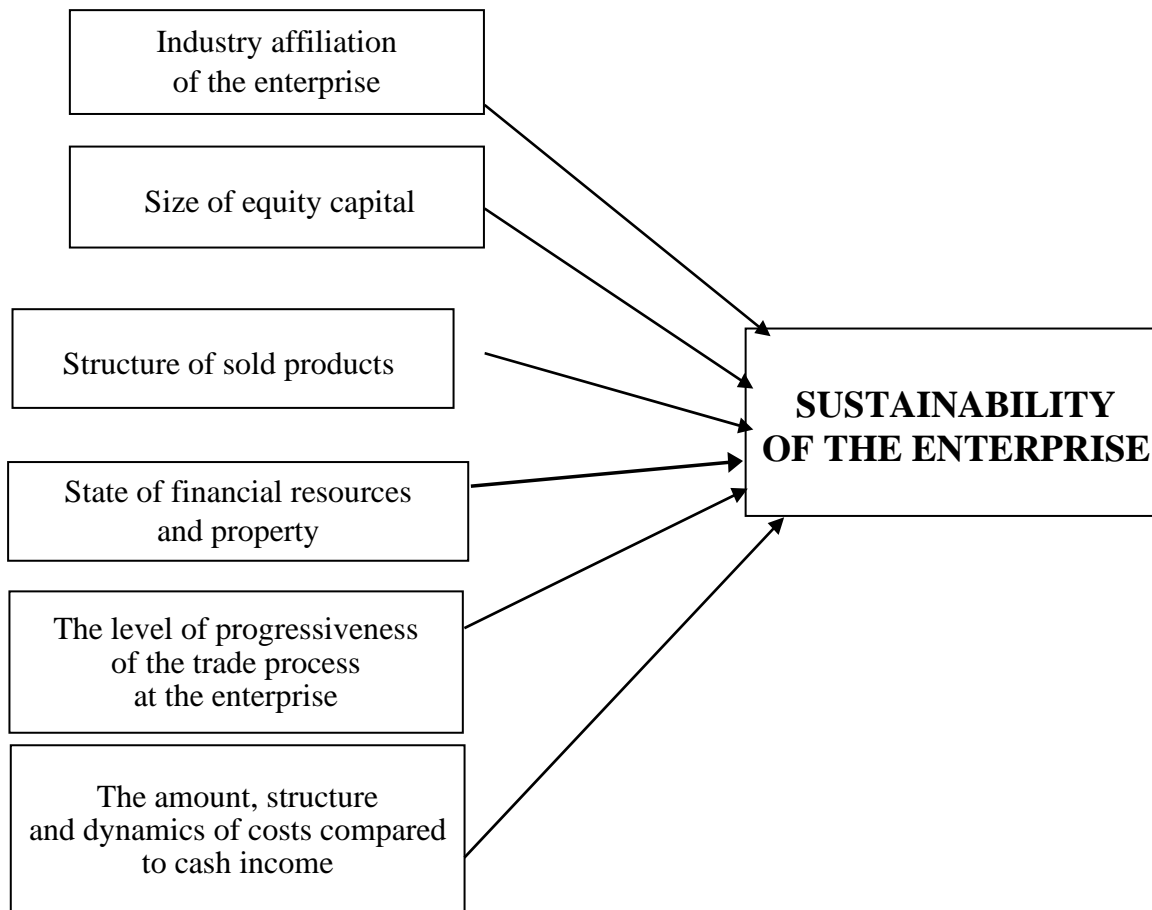 Industry affiliation
of the enterprise
Size of equity capital
Structure of sold products
State of financial resources
and property
The level of progressiveness
of the trade process
at the enterprise
The amount, structure
and dynamics of costs compared
to cash income
SUSTAINABILITY
OF THE ENTERPRISE